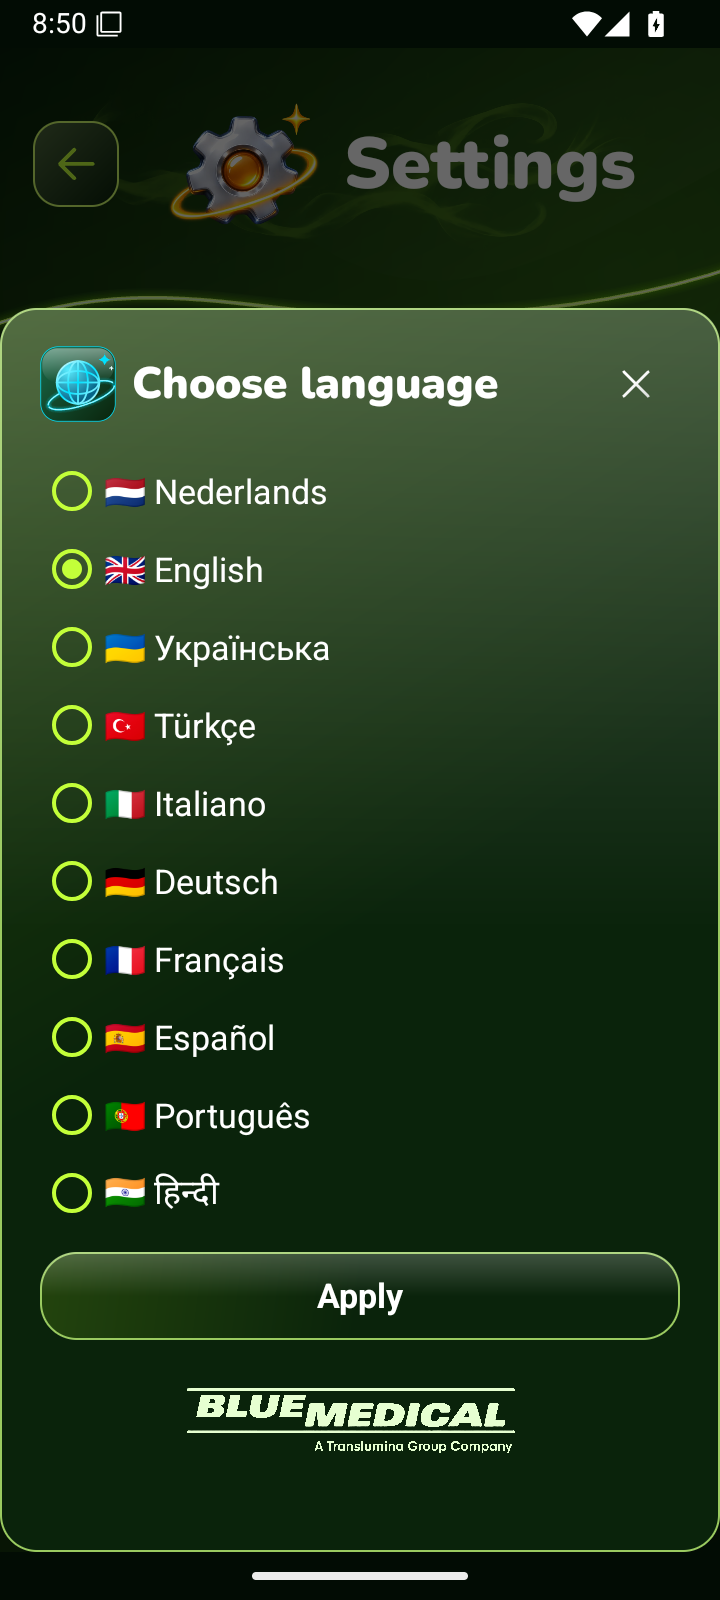 8:50
Settings
Choose language
Nederlands
English
Українська
Türkçe
Italiano
Deutsch
Français
Español
Português
हिन्दी
Apply
BLUEMEDICAL
A Translumina Group Company